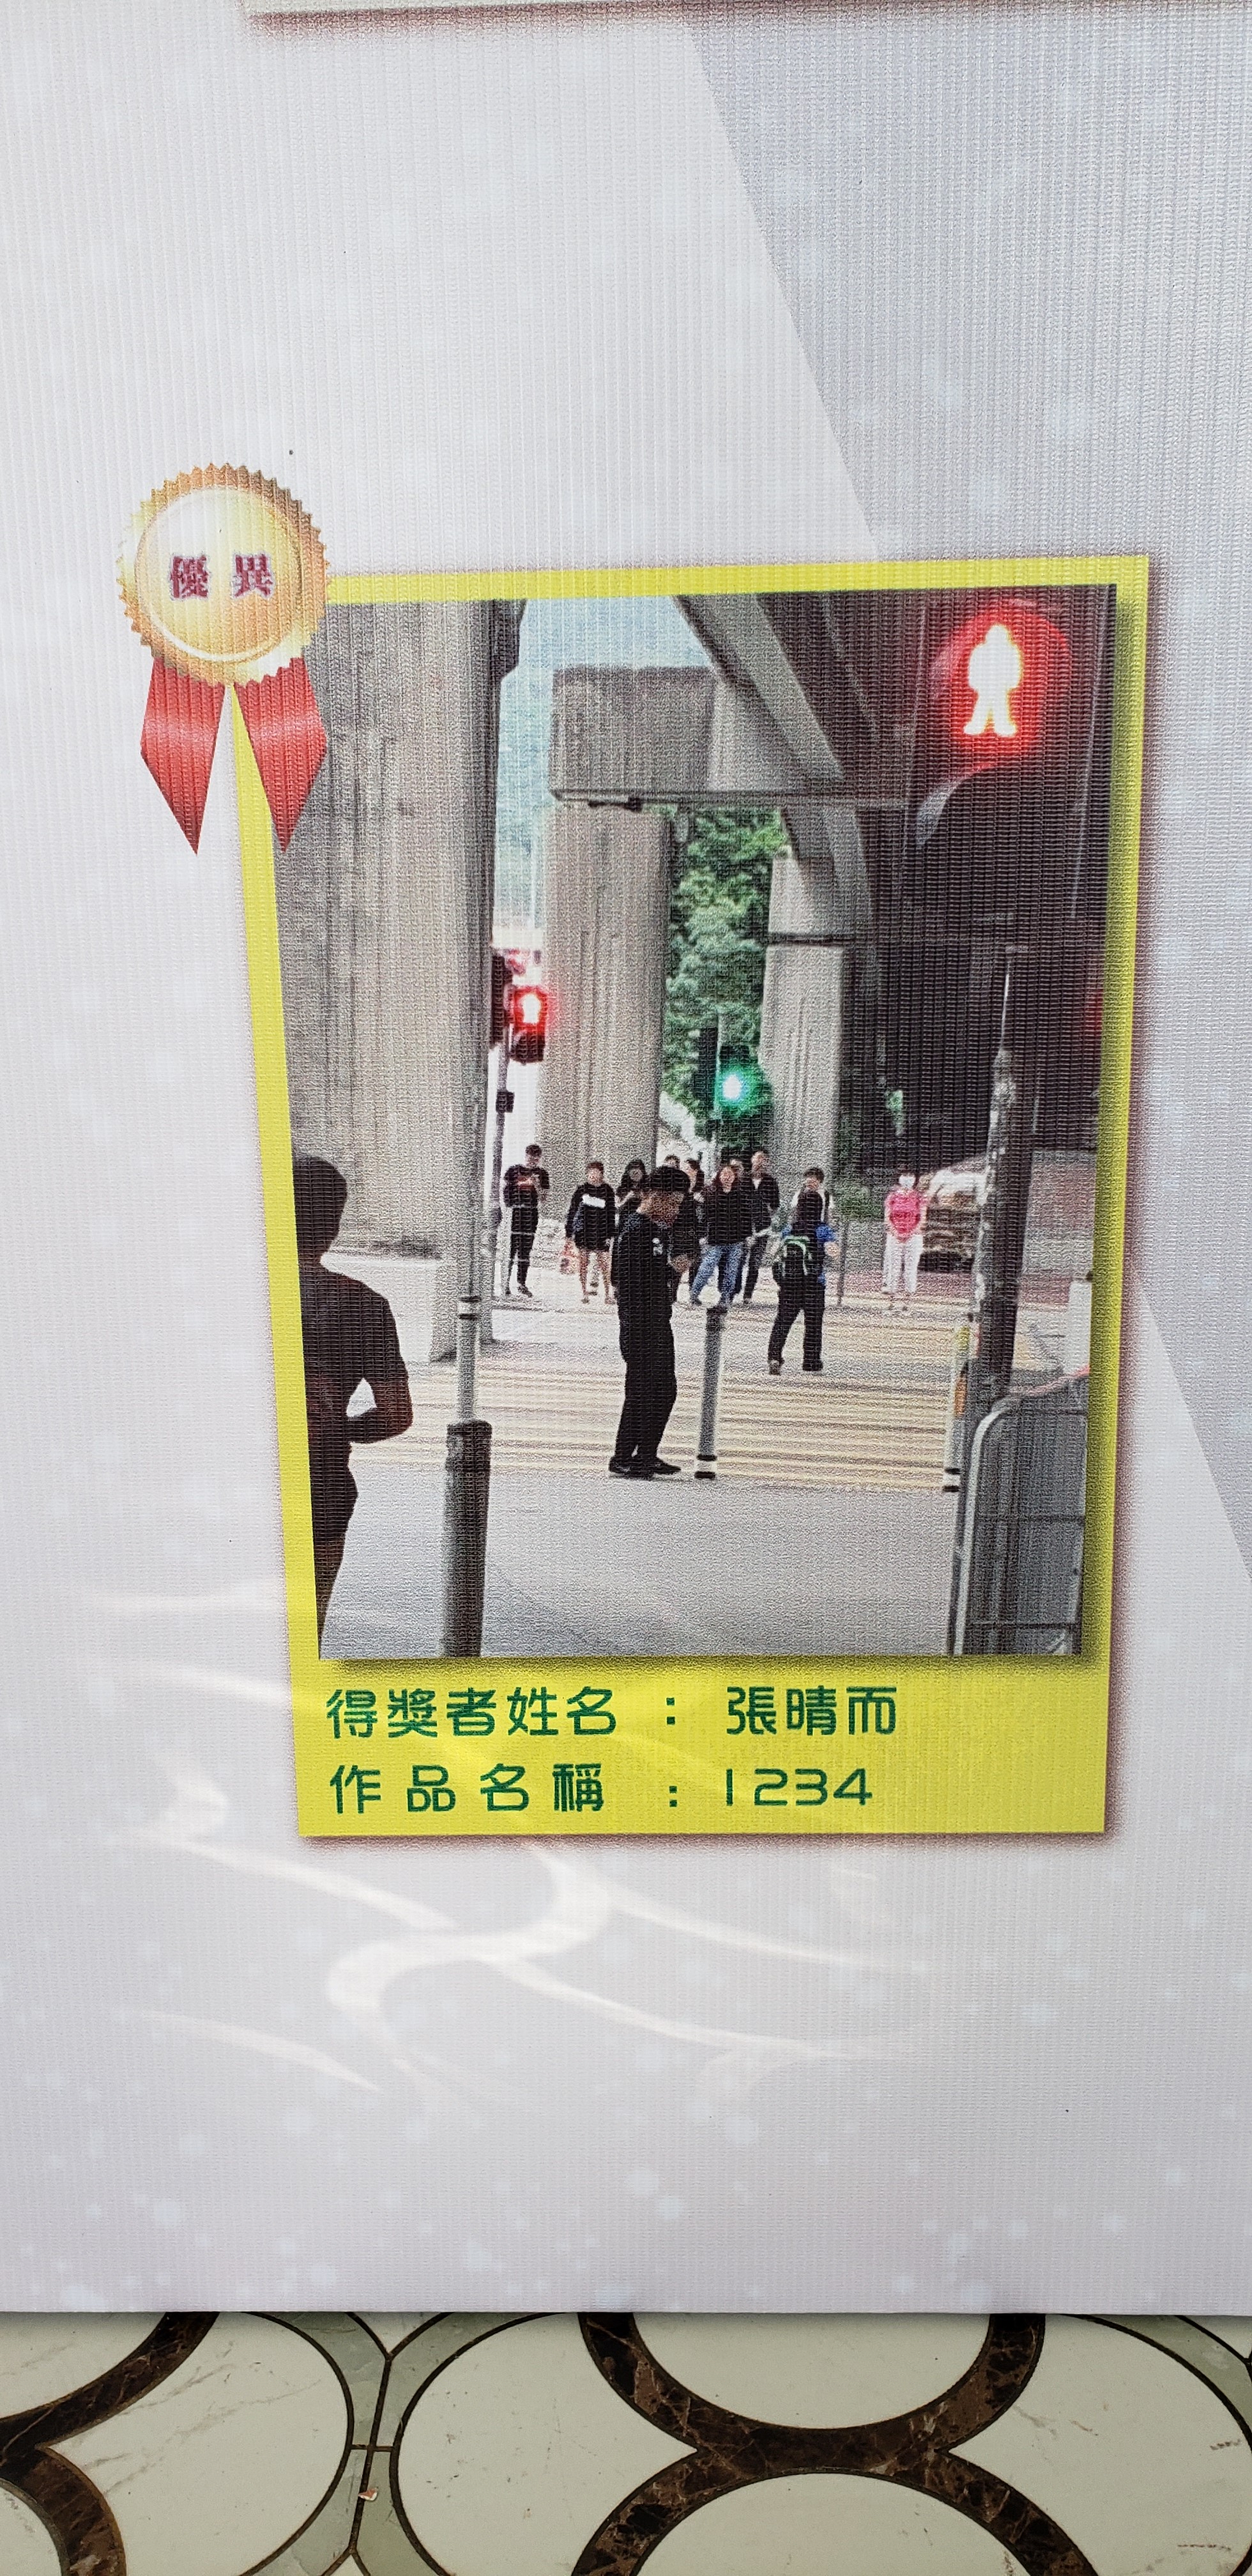 優異
得獎者姓名 : 張晴而
作品名稱 : 1234